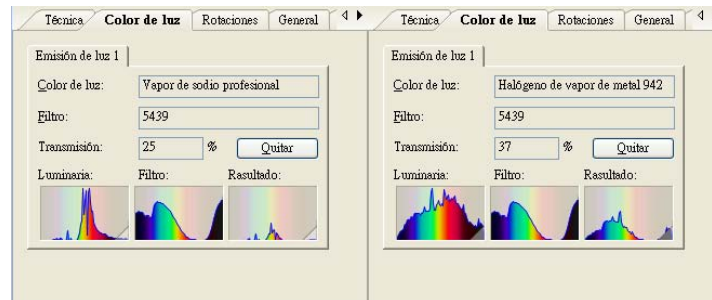 Técnica Color de luz Rotaciones General
Emisión de luz 1
Color de luz: Vapor de sodio profesional
Filtro: 5439
Transmisión: 25 % Quitar
Luminaria: Filtro: Rasultado:
Técnica Color de luz Rotaciones General
Emisión de luz 1
Color de luz: Halógeno de vapor de metal 942
Filtro: 5439
Transmisión: 37 % Quitar
Luminaria: Filtro: Rasultado: